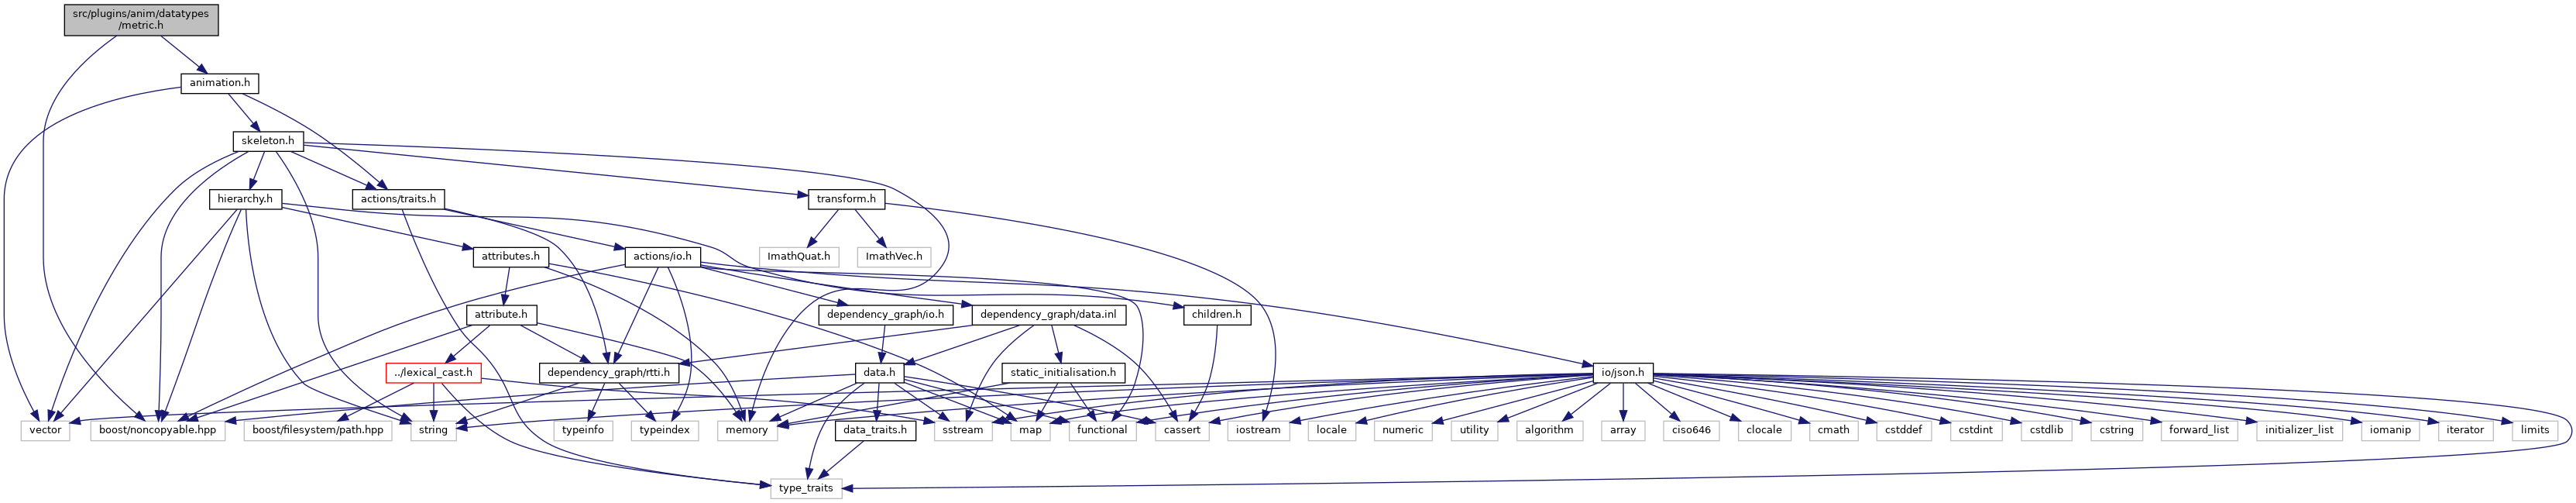 src/plugins/anim/datatypes
/metric.h
animation.h
skeleton.h
hierarchy.h
actions/traits.h
transform.h
attributes.h
actions/io.h
ImathQuat.h
ImathVec.h
attribute.h
dependency_graph/io.h
dependency_graph/data.inl
children.h
../lexical_cast.h
dependency_graph/rtti.h
data.h
static_initialisation.h
io/json.h
vector
boost/noncopyable.hpp
boost/filesystem/path.hpp
string
typeinfo
typeindex
memory
data_traits.h
sstream
map
functional
cassert
iostream
locale
numeric
utility
algorithm
array
ciso646
clocale
cmath
cstddef
cstdint
cstdlib
cstring
forward_list
initializer_list
iomanip
iterator
limits
type_traits